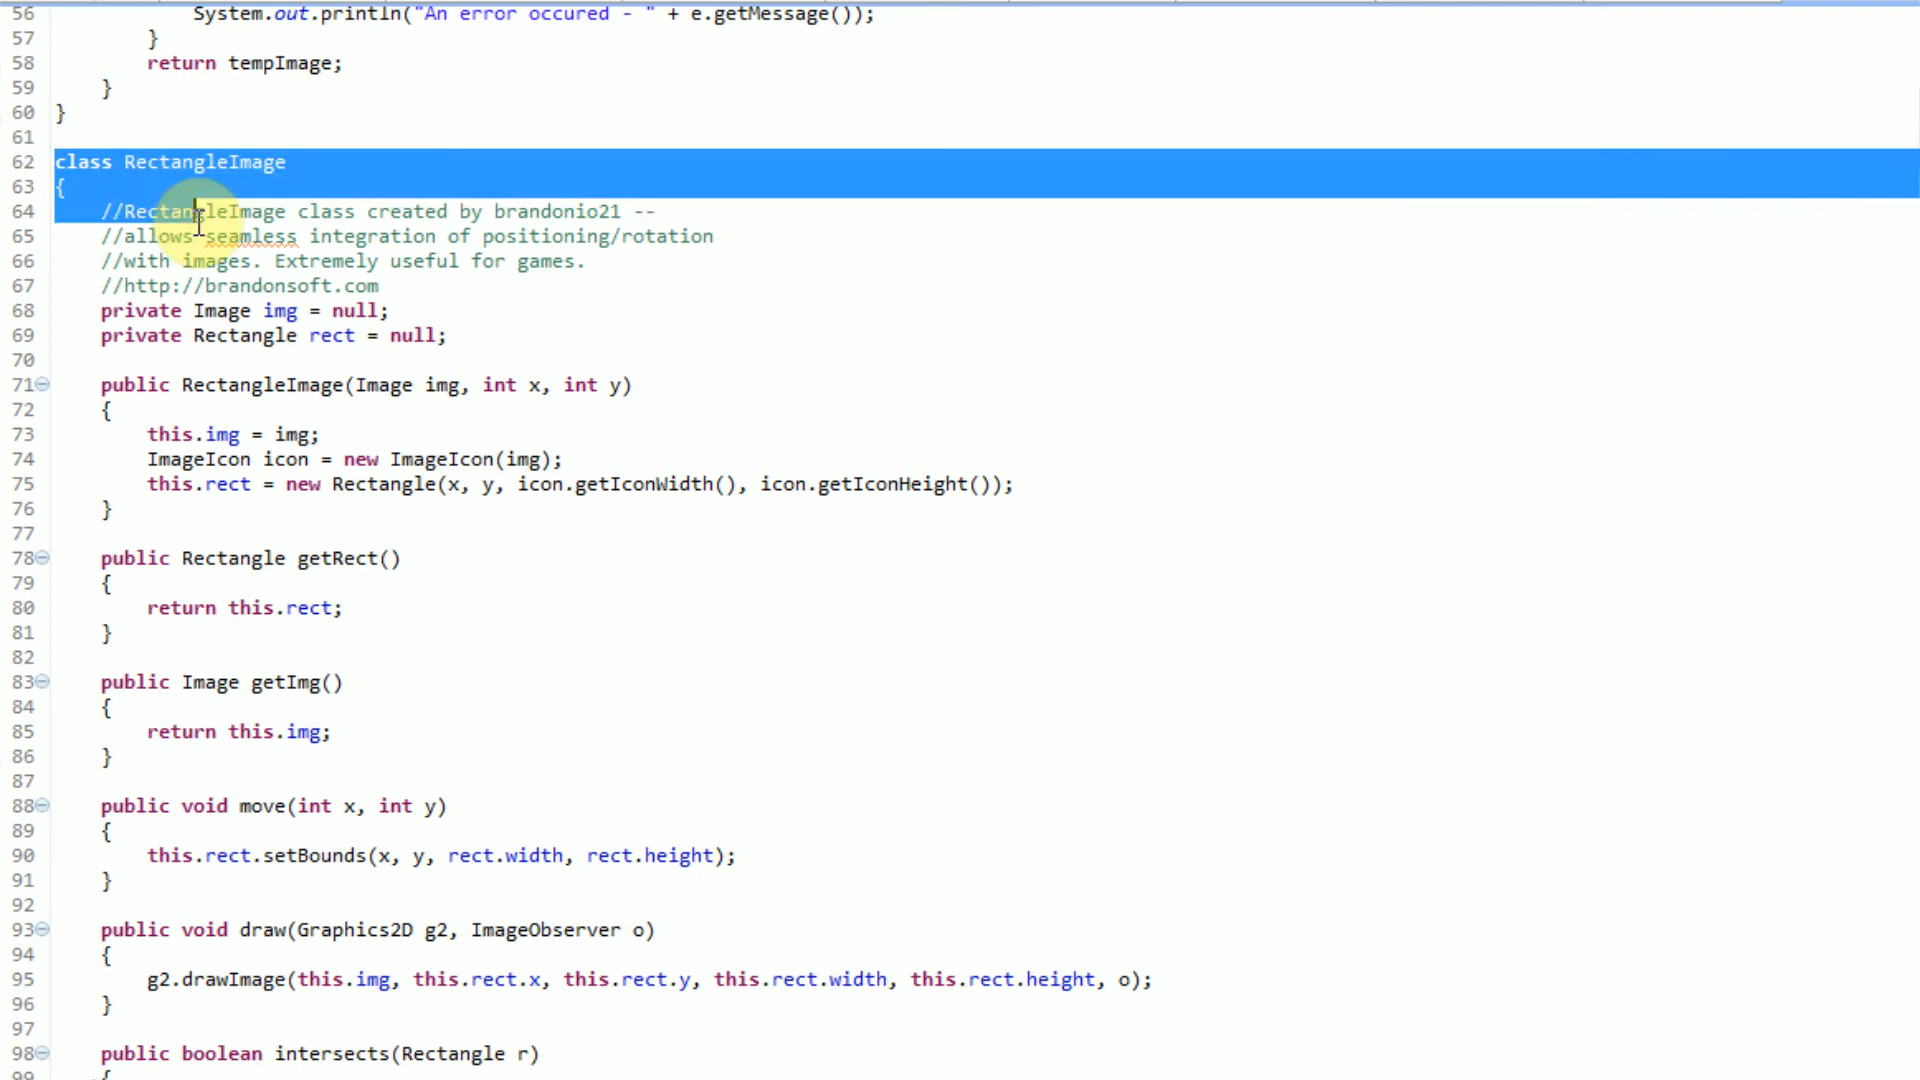 56 System.out.println("An error occured - " + e.getMessage());
57 }
58 return tempImage;
59 }
60 }
61
62 class RectangleImage
63 {
64 //RectangleImage class created by brandonio21 --
65 //allows seamless integration of positioning/rotation
66 //with images. Extremely useful for games.
67 //http://brandonsoft.com
68 private Image img = null;
69 private Rectangle rect = null;
70
71 public RectangleImage(Image img, int x, int y)
72 {
73 this.img = img;
74 ImageIcon icon = new ImageIcon(img);
75 this.rect = new Rectangle(x, y, icon.getIconWidth(), icon.getIconHeight());
76 }
77
78 public Rectangle getRect()
79 {
80 return this.rect;
81 }
82
83 public Image getImg()
84 {
85 return this.img;
86 }
87
88 public void move(int x, int y)
89 {
90 this.rect.setBounds(x, y, rect.width, rect.height);
91 }
92
93 public void draw(Graphics2D g2, ImageObserver o)
94 {
95 g2.drawImage(this.img, this.rect.x, this.rect.y, this.rect.width, this.rect.height, o);
96 }
97
98 public boolean intersects(Rectangle r)
99 {